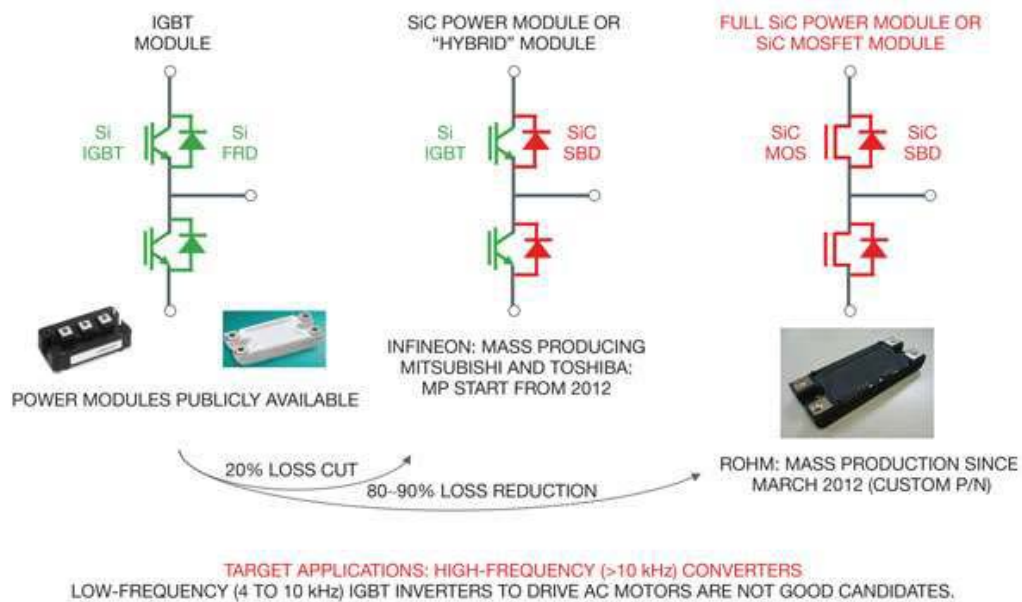 IGBT
MODULE
Si
IGBT
Si
FRD
POWER MODULES PUBLICLY AVAILABLE
SiC POWER MODULE OR
“HYBRID” MODULE
Si
IGBT
SiC
SBD
INFINEON: MASS PRODUCING
MITSUBISHI AND TOSHIBA:
MP START FROM 2012
FULL SiC POWER MODULE OR
SiC MOSFET MODULE
SiC
MOS
SiC
SBD
ROHM: MASS PRODUCTION SINCE
MARCH 2012 (CUSTOM P/N)
20% LOSS CUT
80–90% LOSS REDUCTION
TARGET APPLICATIONS: HIGH-FREQUENCY (>10 kHz) CONVERTERS
LOW-FREQUENCY (4 TO 10 kHz) IGBT INVERTERS TO DRIVE AC MOTORS ARE NOT GOOD CANDIDATES.